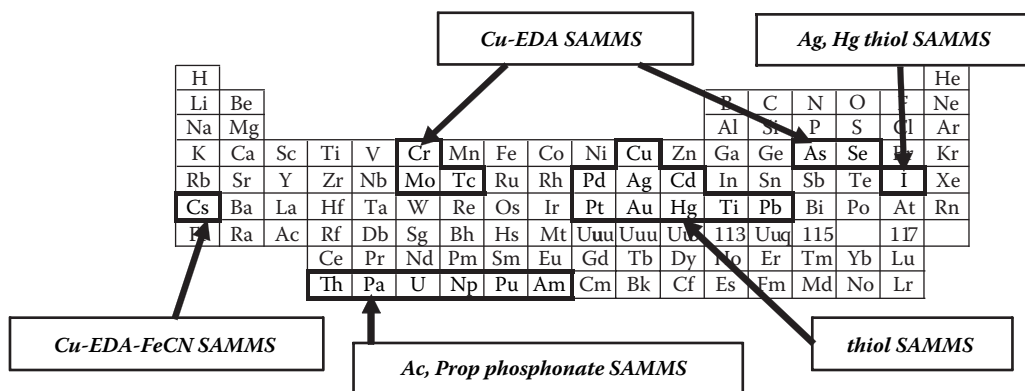 Cu-EDA SAMMS
Ag, Hg thiol SAMMS
H He
Li Be B C N O F Ne
Na Mg Al Si P S Cl Ar
K Ca Sc Ti V Cr Mn Fe Co Ni Cu Zn Ga Ge As Se Kr
Rb Sr Y Zr Nb Mo Tc Ru Rh Pd Ag Cd In Sn Sb Te I Xe
Cs Ba La Hf Ta W Re Os Ir Pt Au Hg Ti Pb Bi Po At Rn
Ra Ac Rf Db Sg Bh Hs Mt Uuu Uuu 113 Uuq 115 117
Ce Pr Nd Pm Sm Eu Gd Tb Dy Ho Er Tm Yb Lu
Th Pa U Np Pu Am Cm Bk Cf Es Fm Md No Lr
Cu-EDA-FeCN SAMMS
Ac, Prop phosphonate SAMMS
thiol SAMMS